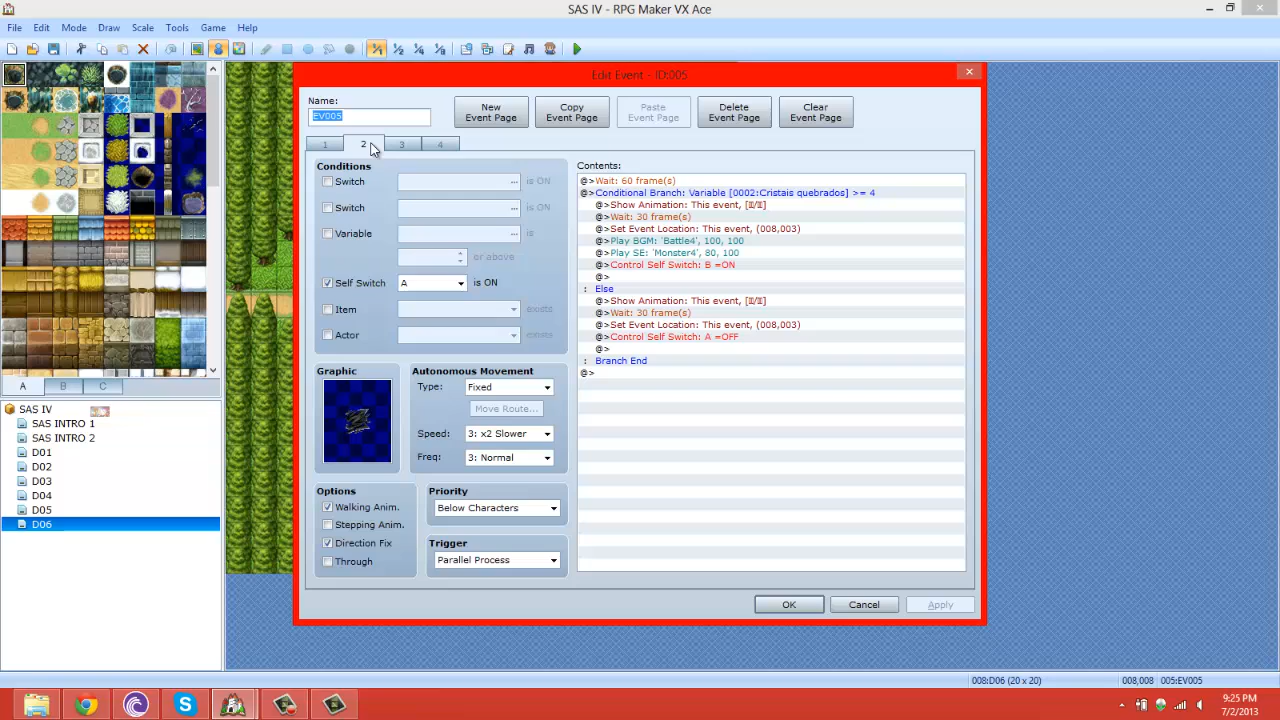 SAS IV - RPG Maker VX Ace
File Edit Mode Draw Scale Tools Game Help
Edit Event - ID:005
Name:
EV005
New Event Page
Copy Event Page
Paste Event Page
Delete Event Page
Clear Event Page
1 2 3 4
Conditions
Switch ... is ON
Switch ... is ON
Variable ... is
or above
Self Switch A is ON
Item exists
Actor exists
Graphic
Autonomous Movement
Type: Fixed
Move Route...
Speed: 3: x2 Slower
Freq: 3: Normal
Options
Walking Anim.
Stepping Anim.
Direction Fix
Through
Priority
Below Characters
Trigger
Parallel Process
Contents:
@>Wait: 60 frame(s)
@>Conditional Branch: Variable [0002:Cristais quebrados] >= 4
@>Show Animation: This event, [
@>Wait: 30 frame(s)
@>Set Event Location: This event, (008,003)
@>Play BGM: 'Battle4', 100, 100
@>Play SE: 'Monster4', 80, 100
@>Control Self Switch: B =ON
@>
: Else
@>Show Animation: This event, [
@>Wait: 30 frame(s)
@>Set Event Location: This event, (008,003)
@>Control Self Switch: A =OFF
@>
: Branch End
@>
OK Cancel Apply
A B C
SAS IV
SAS INTRO 1
SAS INTRO 2
D01
D02
D03
D04
D05
D06
008:D06 (20 x 20) 008,008 005:EV005
9:25 PM
7/2/2013